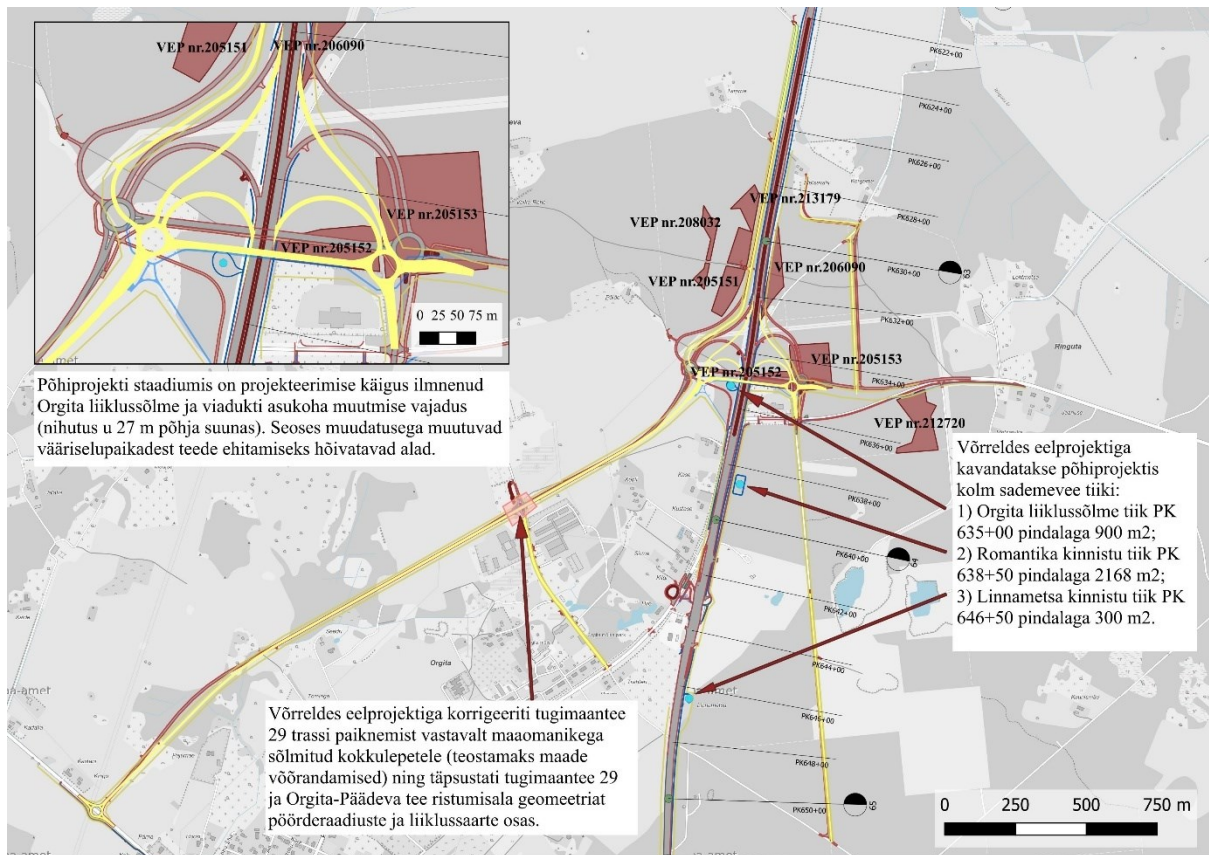 VEP nr.205151
VEP nr.206090
VEP nr.205153
VEP nr.205152
0 25 50 75 m
Põhiprojekti staadiumis on projekteerimise käigus ilmnenud
Orgita liiklussõlme ja viadukti asukoha muutmise vajadus
(nihutus u 27 m põhja suunas). Seoses muudatusega muutuvad
vääriselupaikadest teede ehitamiseks hõivatavad alad.
PK622+00
PK624+00
PK626+00
PK628+00
VEP nr.213179
VEP nr.208032
VEP nr.206090
VEP nr.205151
PK630+00
63
PK632+00
VEP nr.205153
VEP nr.205152
PK634+00
Ringuta
VEP nr.212720
PK636+00
PK638+00
PK640+00
64
PK642+00
PK644+00
PK646+00
PK648+00
PK650+00
65
Võrreldes eelprojektiga
kavandatakse põhiprojektis
kolm sademevee tiiki:
1) Orgita liiklussõlme tiik PK
635+00 pindalaga 900 m2;
2) Romantika kinnistu tiik PK
638+50 pindalaga 2168 m2;
3) Linnametsa kinnistu tiik PK
646+50 pindalaga 300 m2.
Orgita
Võrreldes eelprojektiga korrigeeriti tugimaantee
29 trassi paiknemist vastavalt maaomanikega
sõlmitud kokkulepetele (teostamaks maade
võõrandamised) ning täpsustati tugimaantee 29
ja Orgita-Päädeva tee ristumisala geomeetriat
pöörderaadiuste ja liiklussaarte osas.
0 250 500 750 m